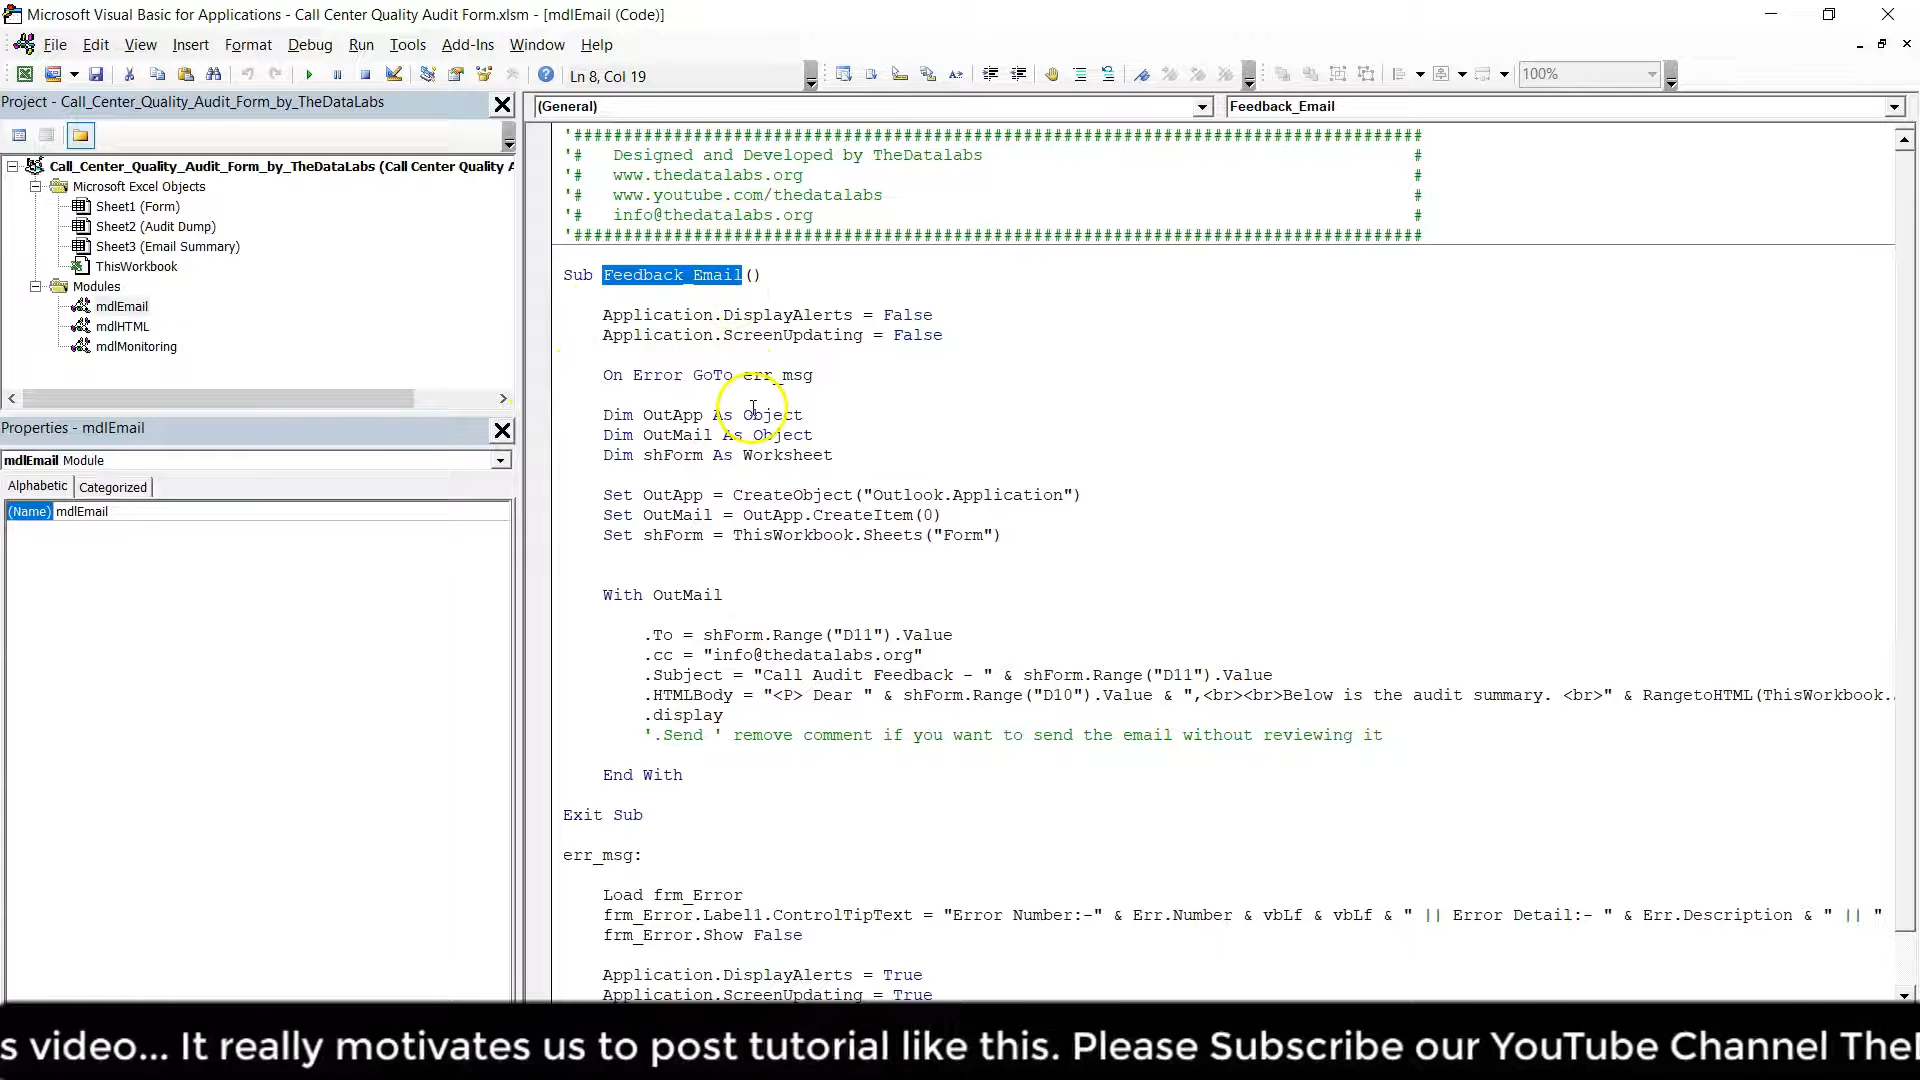 Microsoft Visual Basic for Applications - Call Center Quality Audit Form.xlsm - [mdlEmail (Code)]
File Edit View Insert Format Debug Run Tools Add-Ins Window Help
Ln 8, Col 19
100%
Project - Call_Center_Quality_Audit_Form_by_TheDataLabs
(General)
Feedback_Email
Call_Center_Quality_Audit_Form_by_TheDataLabs (Call Center Quality A
Microsoft Excel Objects
Sheet1 (Form)
Sheet2 (Audit Dump)
Sheet3 (Email Summary)
ThisWorkbook
Modules
mdlEmail
mdlHTML
mdlMonitoring
Properties - mdlEmail
mdlEmail Module
Alphabetic Categorized
(Name) mdlEmail
'#####################################################################################
'# Designed and Developed by TheDatalabs #
'# www.thedatalabs.org #
'# www.youtube.com/thedatalabs #
'# info@thedatalabs.org #
'#####################################################################################
Sub Feedback_Email()
Application.DisplayAlerts = False
Application.ScreenUpdating = False
On Error GoTo err_msg
Dim OutApp As Object
Dim OutMail As Object
Dim shForm As Worksheet
Set OutApp = CreateObject("Outlook.Application")
Set OutMail = OutApp.CreateItem(0)
Set shForm = ThisWorkbook.Sheets("Form")
With OutMail
.To = shForm.Range("D11").Value
.cc = "info@thedatalabs.org"
.Subject = "Call Audit Feedback - " & shForm.Range("D11").Value
.HTMLBody = "<P> Dear " & shForm.Range("D10").Value & ",<br><br>Below is the audit summary. <br>" & RangetoHTML(ThisWorkbook.
.display
'.Send ' remove comment if you want to send the email without reviewing it
End With
Exit Sub
err_msg:
Load frm_Error
frm_Error.Label1.ControlTipText = "Error Number:-" & Err.Number & vbLf & vbLf & " || Error Detail:- " & Err.Description & " || "
frm_Error.Show False
Application.DisplayAlerts = True
Application.ScreenUpdating = True
s video... It really motivates us to post tutorial like this. Please Subscribe our YouTube Channel The